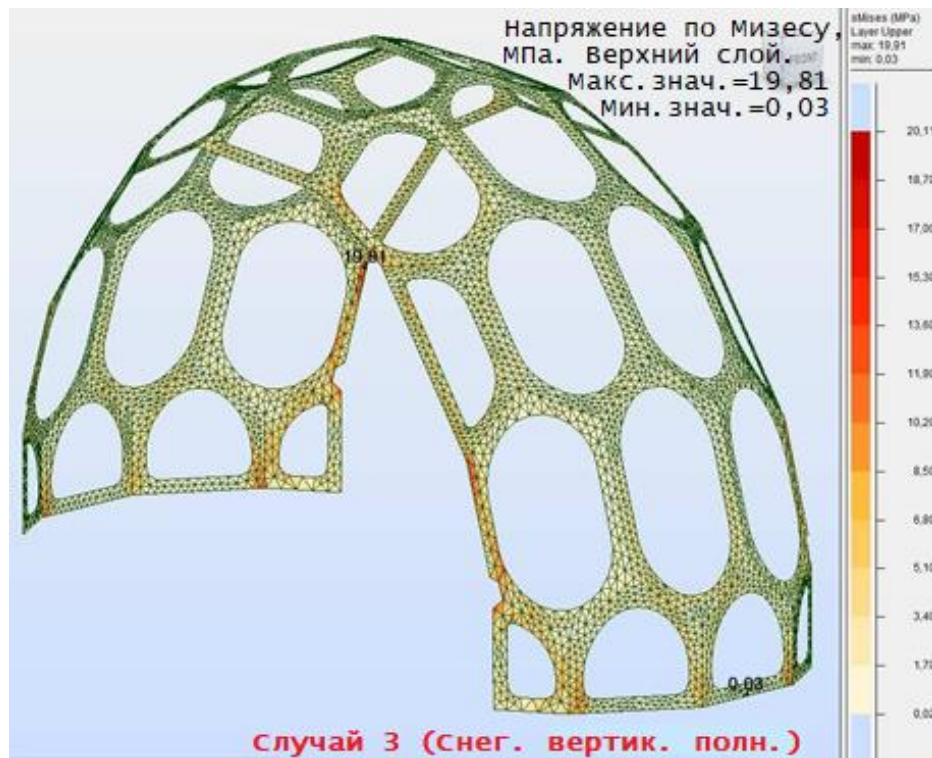 Напряжение по Мизесу,
МПа. Верхний слой.
Макс.знач.=19,81
Мин.знач.=0,03
sMises (MPa)
Layer Upper
max: 19,91
min: 0,03
20,11
18,70
17,00
15,30
13,60
11,90
10,20
8,50
6,80
5,10
3,40
1,70
0,02
19,81
0,03
Случай 3 (Снег. вертик. полн.)